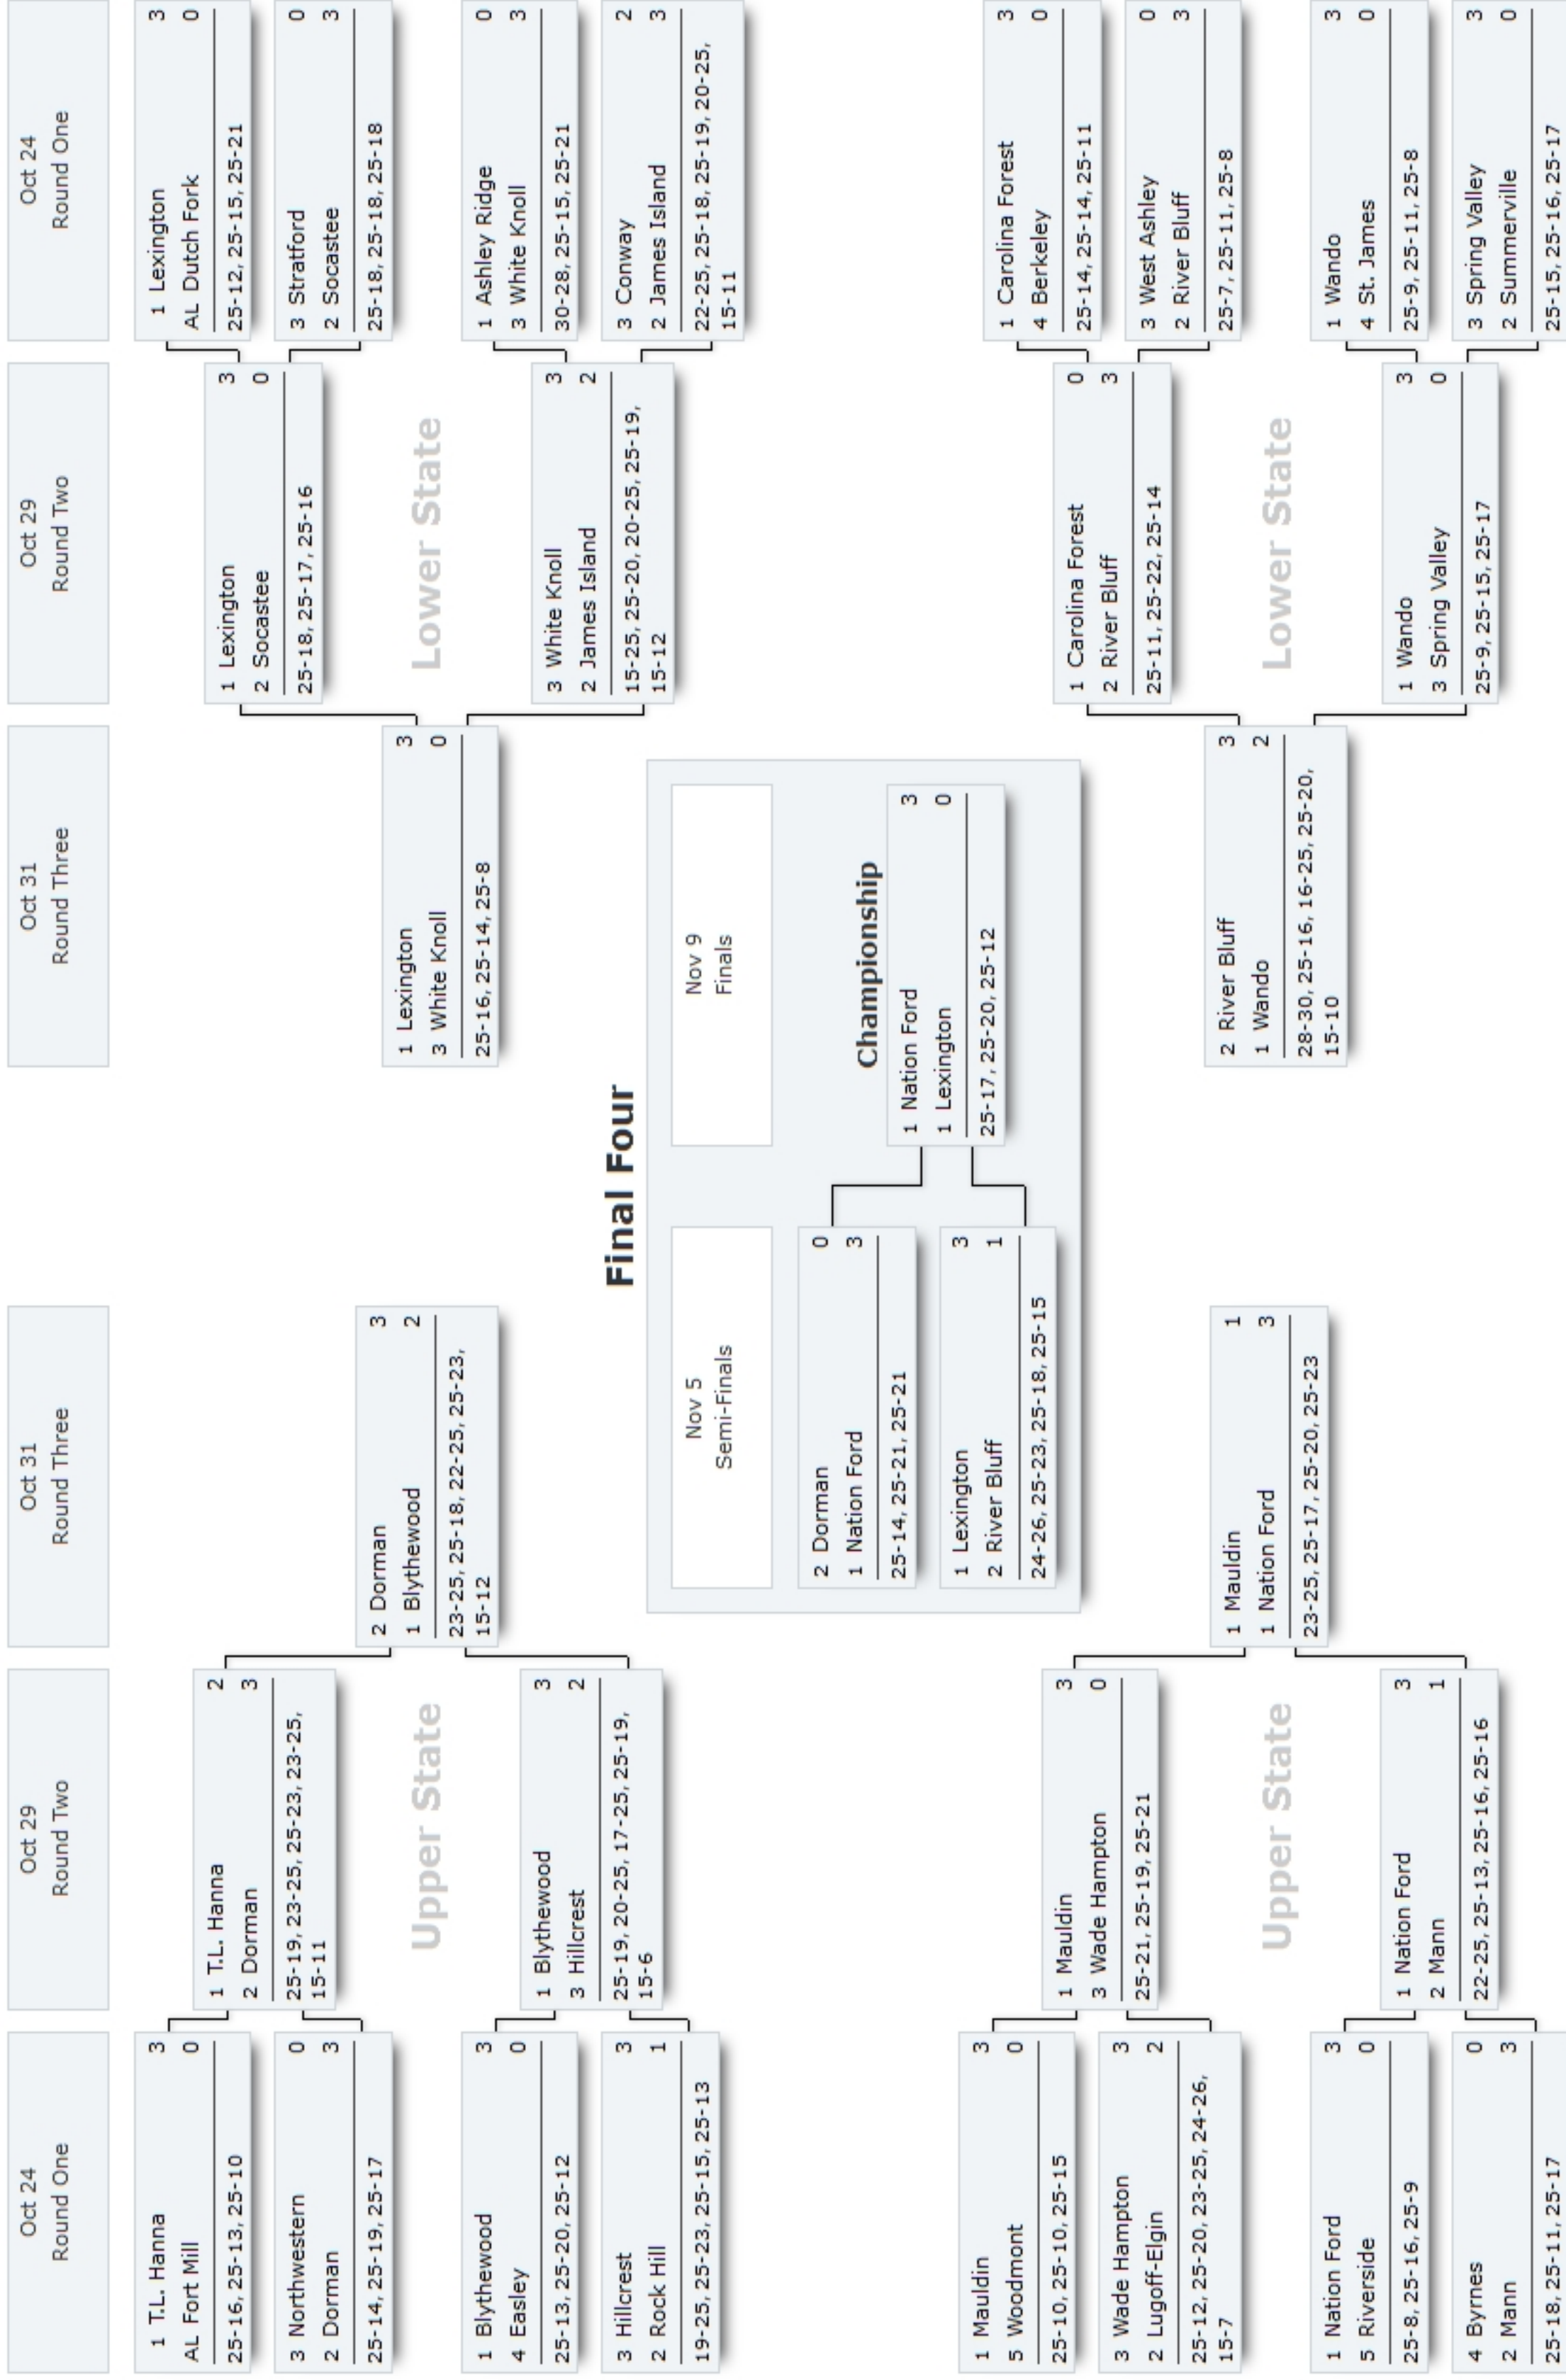 Oct 24
Round One
Oct 29
Round Two
Oct 31
Round Three
Oct 31
Round Three
Oct 29
Round Two
Oct 24
Round One
1 T.L. Hanna 3
AL Fort Mill 0
25-16, 25-13, 25-10
3 Northwestern 0
2 Dorman 3
25-14, 25-19, 25-17
1 Blythewood 3
4 Easley 0
25-13, 25-20, 25-12
3 Hillcrest 3
2 Rock Hill 1
19-25, 25-23, 25-15, 25-13
1 Mauldin 3
5 Woodmont 0
25-10, 25-10, 25-15
3 Wade Hampton 3
2 Lugoff-Elgin 2
25-12, 25-20, 23-25, 24-26,
15-7
1 Nation Ford 3
5 Riverside 0
25-8, 25-16, 25-9
4 Byrnes 0
2 Mann 3
25-18, 25-11, 25-17
1 T.L. Hanna 2
2 Dorman 3
25-19, 23-25, 25-23, 23-25,
15-11
Upper State
1 Blythewood 3
3 Hillcrest 2
25-19, 20-25, 17-25, 25-19,
15-6
1 Mauldin 3
3 Wade Hampton 0
25-21, 25-19, 25-21
Upper State
1 Nation Ford 3
2 Mann 1
22-25, 25-13, 25-16, 25-16
2 Dorman 3
1 Blythewood 2
23-25, 25-18, 22-25, 25-23,
15-12
1 Mauldin 1
1 Nation Ford 3
23-25, 25-17, 25-20, 25-23
Final Four
Nov 5
Semi-Finals
Nov 9
Finals
2 Dorman 0
1 Nation Ford 3
25-14, 25-21, 25-21
1 Lexington 3
2 River Bluff 1
24-26, 25-23, 25-18, 25-15
Championship
1 Nation Ford 3
1 Lexington 0
25-17, 25-20, 25-12
1 Lexington 3
3 White Knoll 0
25-16, 25-14, 25-8
2 River Bluff 3
1 Wando 2
28-30, 25-16, 16-25, 25-20,
15-10
1 Lexington 3
2 Socastee 0
25-18, 25-17, 25-16
Lower State
3 White Knoll 3
2 James Island 2
15-25, 25-20, 20-25, 25-19,
15-12
1 Carolina Forest 0
2 River Bluff 3
25-11, 25-22, 25-14
Lower State
1 Wando 3
3 Spring Valley 0
25-9, 25-15, 25-17
1 Lexington 3
AL Dutch Fork 0
25-12, 25-15, 25-21
3 Stratford 0
2 Socastee 3
25-18, 25-18, 25-18
1 Ashley Ridge 0
3 White Knoll 3
30-28, 25-15, 25-21
3 Conway 2
2 James Island 3
22-25, 25-18, 25-19, 20-25,
15-11
1 Carolina Forest 3
4 Berkeley 0
25-14, 25-14, 25-11
3 West Ashley 0
2 River Bluff 3
25-7, 25-11, 25-8
1 Wando 3
4 St. James 0
25-9, 25-11, 25-8
3 Spring Valley 3
2 Summerville 0
25-15, 25-16, 25-17